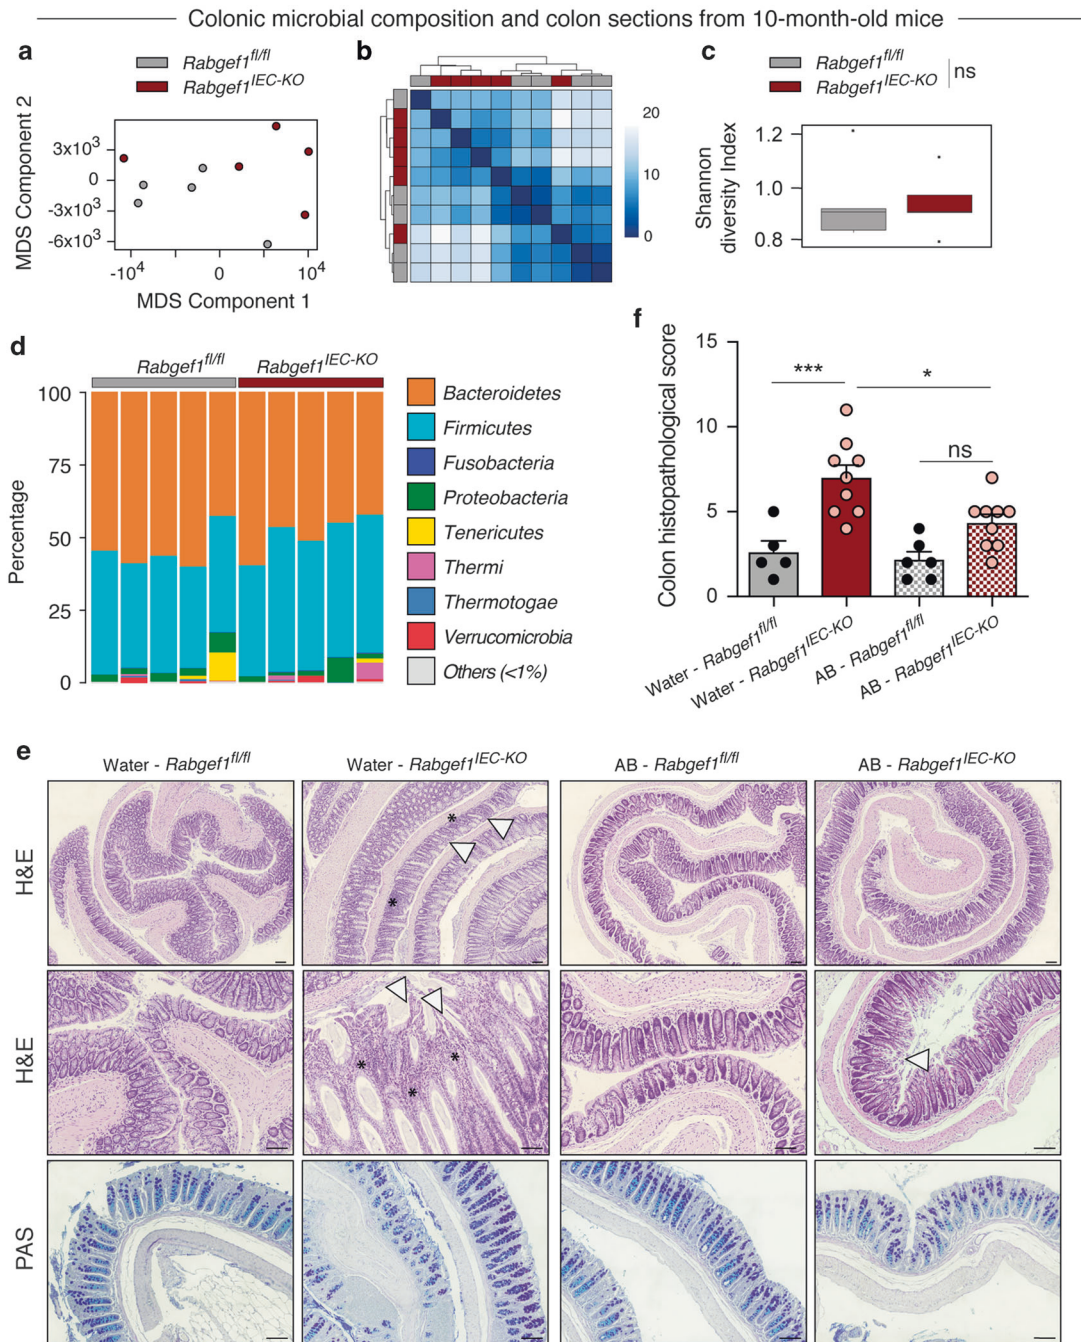 Colonic microbial composition and colon sections from 10-month-old mice
a
Rabgef1fl/fl
Rabgef1IEC-KO
MDS Component 2
3x10³
0
-3x10³
-6x10³
-10⁴
0
10⁴
MDS Component 1
b
20
10
0
c
Rabgef1fl/fl
Rabgef1IEC-KO
ns
Shannon
diversity Index
1.2
1.0
0.8
d
Rabgef1fl/fl
Rabgef1IEC-KO
Percentage
100
75
50
25
0
Bacteroidetes
Firmicutes
Fusobacteria
Proteobacteria
Tenericutes
Thermi
Thermotogae
Verrucomicrobia
Others (<1%)
f
Colon histopathological score
15
10
5
0
***
*
ns
Water - Rabgef1fl/fl
Water - Rabgef1IEC-KO
AB - Rabgef1fl/fl
AB - Rabgef1IEC-KO
e
Water - Rabgef1fl/fl
Water - Rabgef1IEC-KO
AB - Rabgef1fl/fl
AB - Rabgef1IEC-KO
H&E
*
*
H&E
*
*
*
PAS